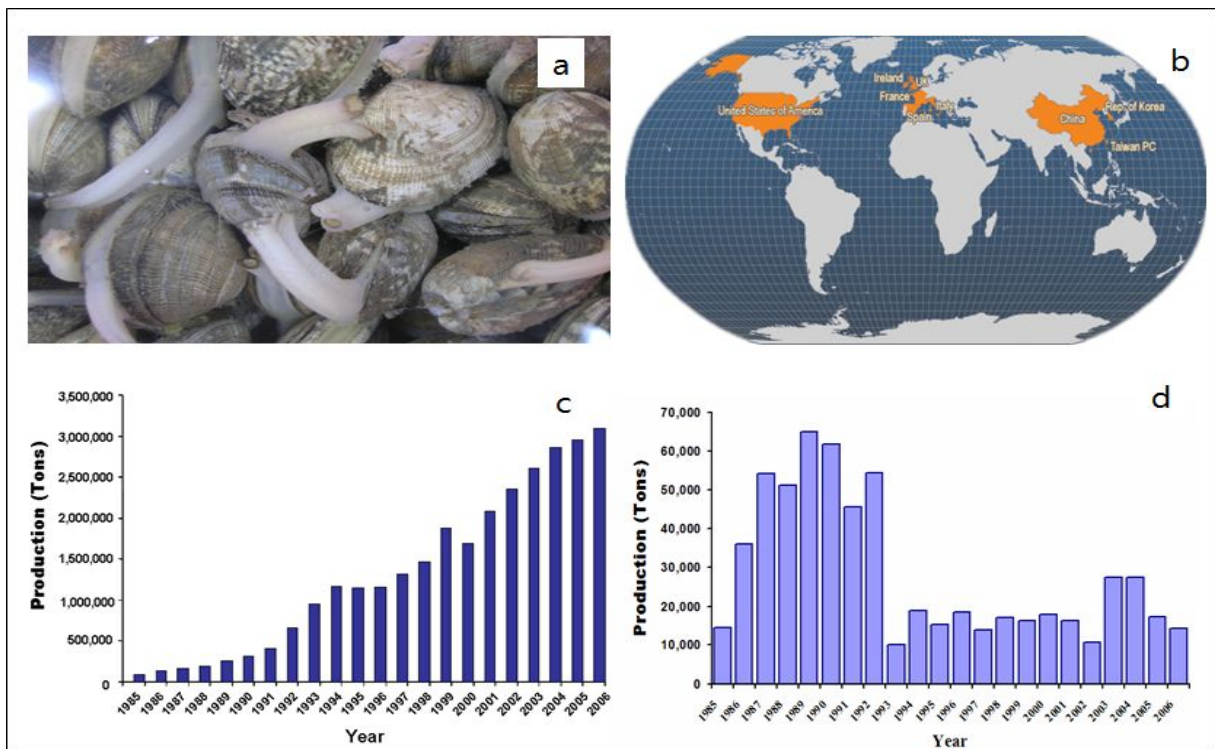 a
b
Ireland
UK
France
Italy
United States of America
Spain
China
Rep. of Korea
Taiwan PC
c
Production (Tons)
3,500,000
3,000,000
2,500,000
2,000,000
1,500,000
1,000,000
500,000
0
1985 1986 1987 1988 1989 1990 1991 1992 1993 1994 1995 1996 1997 1998 1999 2000 2001 2002 2003 2004 2005 2006
Year
d
Production (Tons)
70,000
60,000
50,000
40,000
30,000
20,000
10,000
0
1985 1986 1987 1988 1989 1990 1991 1992 1993 1994 1995 1996 1997 1998 1999 2000 2001 2002 2003 2004 2005 2006
Year